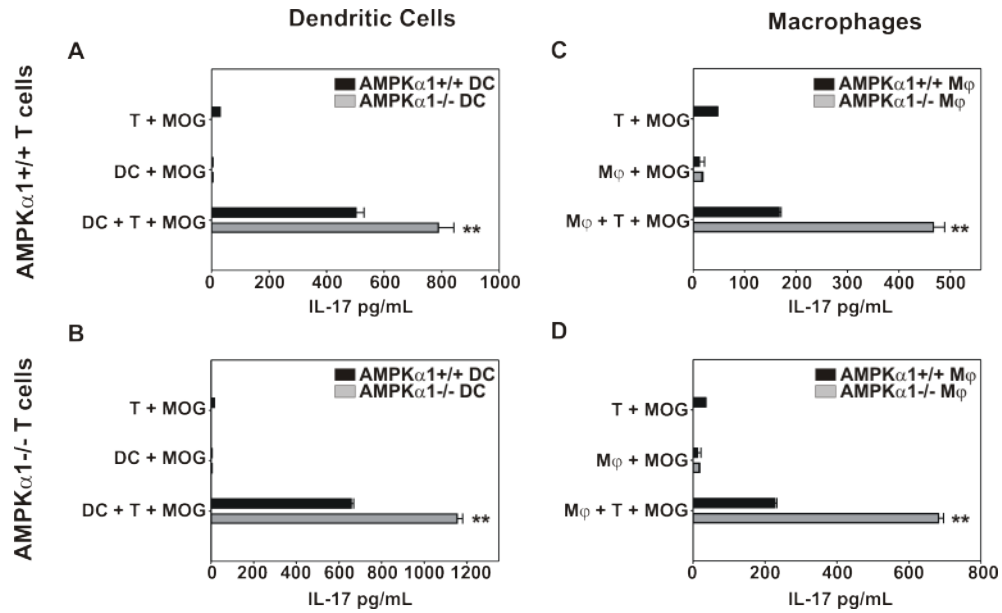 Dendritic Cells
Macrophages
AMPKα1+/+ T cells
A
AMPKα1+/+ DC
AMPKα1-/- DC
T + MOG
DC + MOG
DC + T + MOG
**
0 200 400 600 800 1000
IL-17 pg/mL
C
AMPKα1+/+ Mφ
AMPKα1-/- Mφ
T + MOG
Mφ + MOG
Mφ + T + MOG
**
0 100 200 300 400 500
IL-17 pg/mL
AMPKα1-/- T cells
B
AMPKα1+/+ DC
AMPKα1-/- DC
T + MOG
DC + MOG
DC + T + MOG
**
0 200 400 600 800 1000 1200
IL-17 pg/mL
D
AMPKα1+/+ Mφ
AMPKα1-/- Mφ
T + MOG
Mφ + MOG
Mφ + T + MOG
**
0 200 400 600 800
IL-17 pg/mL